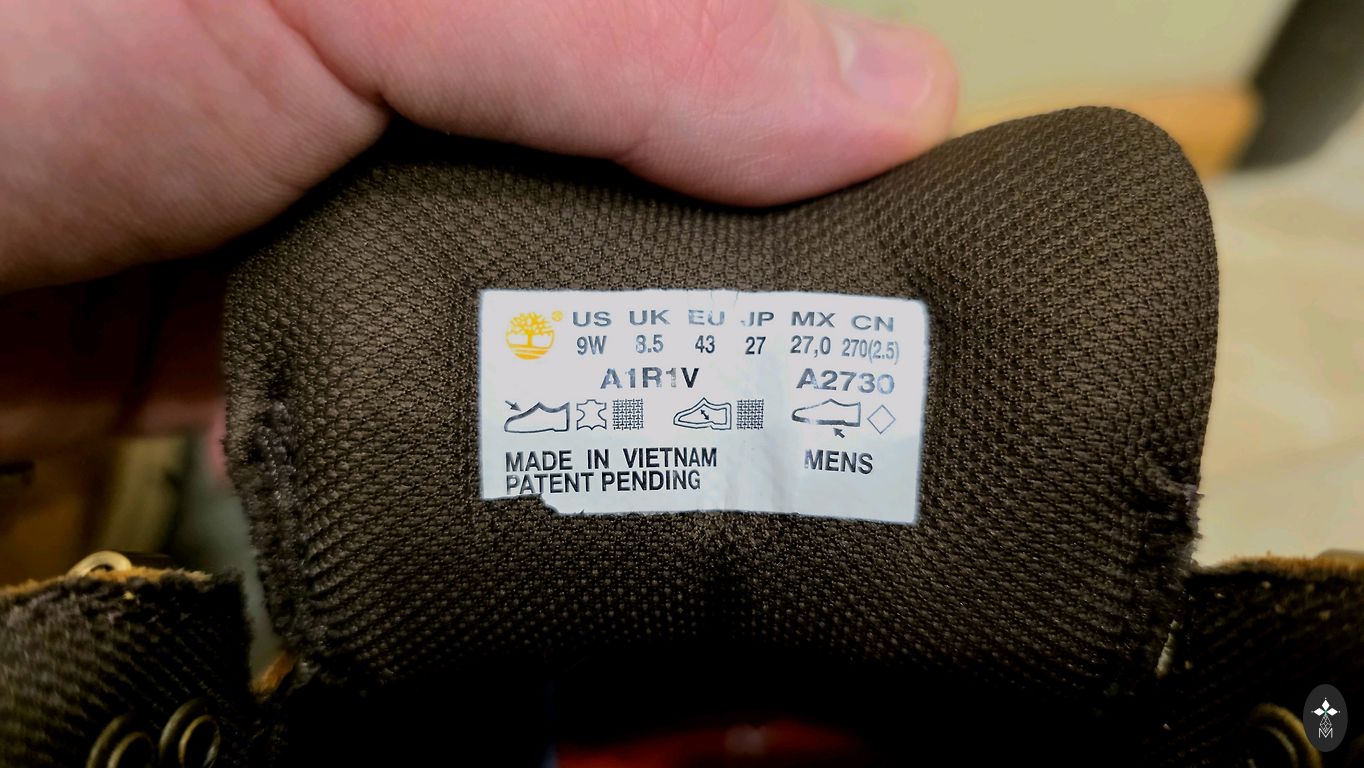 ® US UK EU JP MX CN
9W 8.5 43 27 27,0 270(2.5)
A1R1V A2730
MADE IN VIETNAM MENS
PATENT PENDING
M